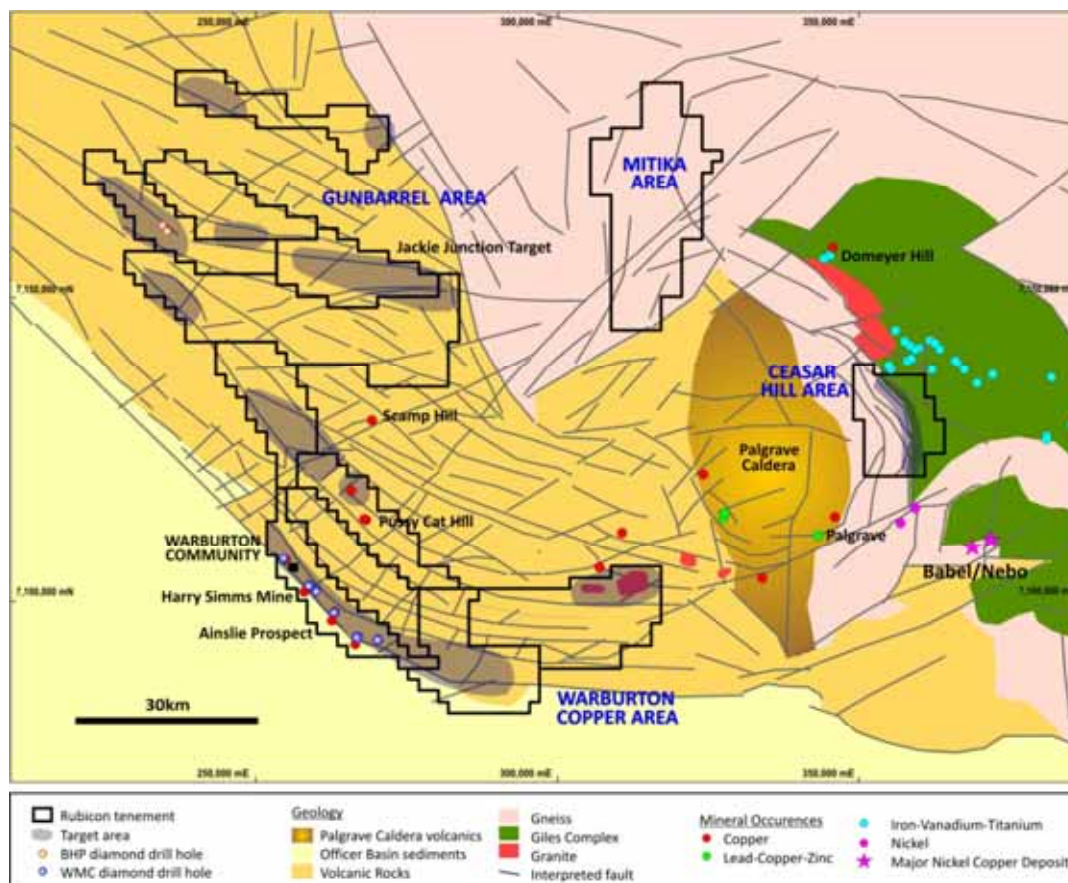 250,000 mE
300,000 mE
350,000 mE
MITIKA
AREA
GUNBARREL AREA
Jackie Junction Target
Domeyer Hill
7,150,000 mN
CEASAR
HILL AREA
Scamp Hill
Palgrave
Caldera
Pussy Cat Hill
Palgrave
WARBURTON
COMMUNITY
Babel/Nebo
Harry Simms Mine
7,100,000 mN
Ainslie Prospect
30km
WARBURTON
COPPER AREA
250,000 mE
300,000 mE
350,000 mE
Rubicon tenement
Target area
BHP diamond drill hole
WMC diamond drill hole
Geology
Palgrave Caldera volcanics
Officer Basin sediments
Volcanic Rocks
Gneiss
Giles Complex
Granite
Interpreted fault
Mineral Occurences
Copper
Lead-Copper-Zinc
Iron-Vanadium-Titanium
Nickel
Major Nickel Copper Deposit